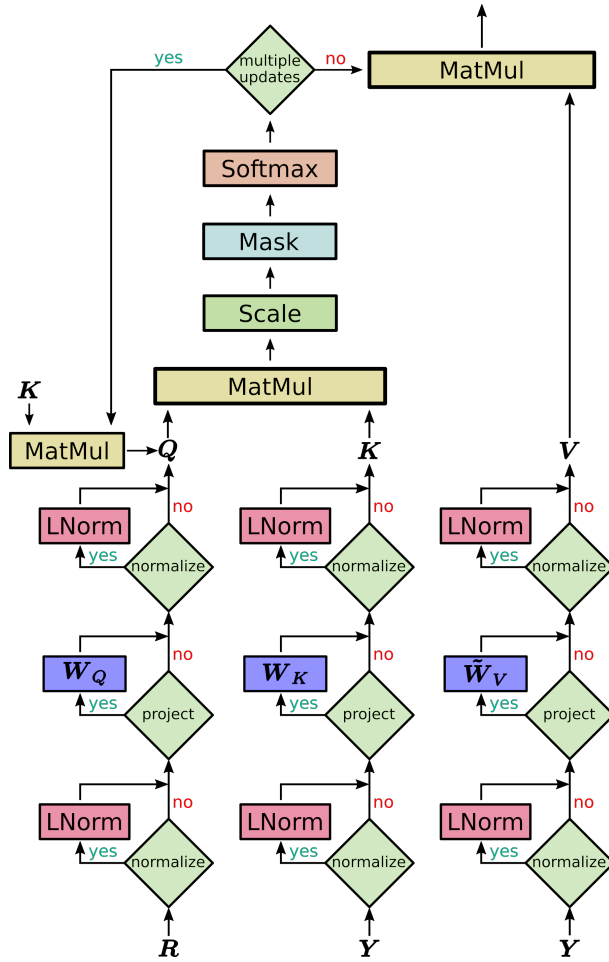 yes
multiple
updates
no
MatMul
Softmax
Mask
Scale
MatMul
K
MatMul
Q
K
V
no
no
no
LNorm
LNorm
LNorm
yes
normalize
yes
normalize
yes
normalize
no
no
no
W_Q
W_K
W̃_V
yes
project
yes
project
yes
project
no
no
no
LNorm
LNorm
LNorm
yes
normalize
yes
normalize
yes
normalize
R
Y
Y